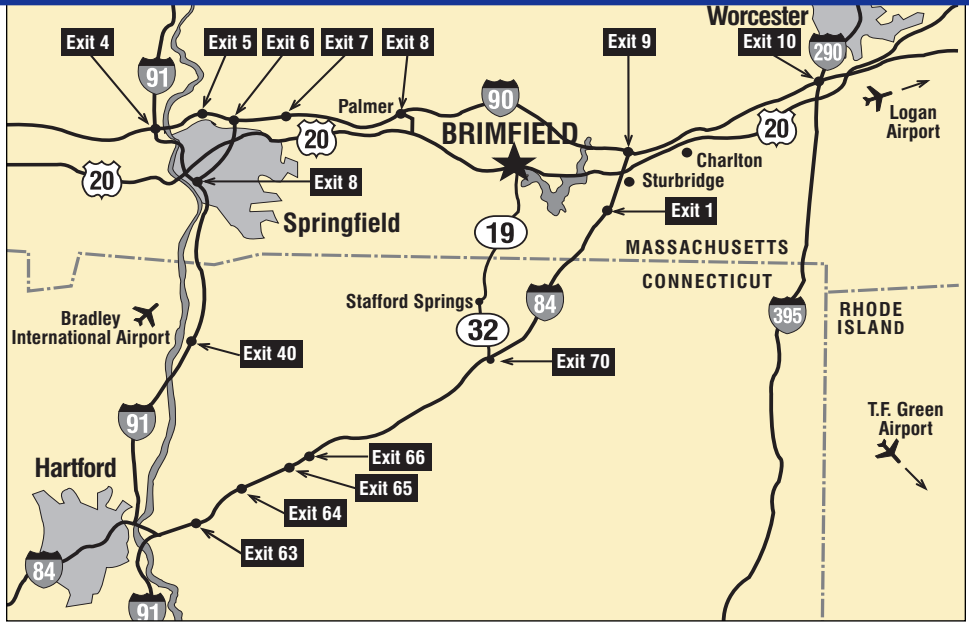 Worcester
Exit 4
Exit 5
Exit 6
Exit 7
Exit 8
Exit 9
Exit 10
290
91
90
Palmer
Logan
Airport
BRIMFIELD
20
20
Charlton
20
Exit 8
Sturbridge
Exit 1
Springfield
19
MASSACHUSETTS
CONNECTICUT
Stafford Springs
84
395
RHODE
ISLAND
Bradley
International Airport
32
Exit 40
Exit 70
91
T.F. Green
Airport
Hartford
Exit 66
Exit 65
Exit 64
Exit 63
84
91